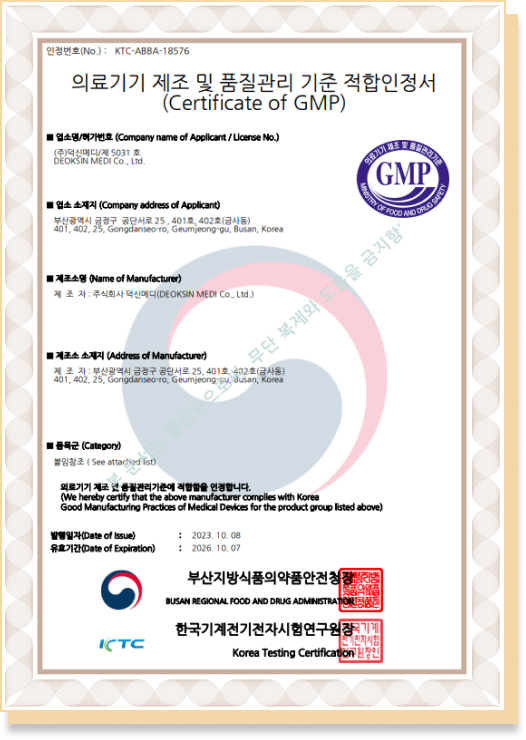 인정번호(No.) : KTC-ABBA-18576
의료기기 제조 및 품질관리 기준 적합인정서
(Certificate of GMP)
■ 업소명/허가번호 (Company name of Applicant / License No.)
(주)덕신메디/제 5031 호
DEOKSIN MEDI Co., Ltd.
의료기기 제조 및 품질관리기준
GMP
MINISTRY OF FOOD AND DRUG SAFETY
■ 업소 소재지 (Company address of Applicant)
부산광역시 금정구 공단서로 25 , 401호, 402호(금사동)
401, 402, 25, Gongdanseo-ro, Geumjeong-gu, Busan, Korea
■ 제조소명 (Name of Manufacturer)
제 조 자 : 주식회사 덕신메디(DEOKSIN MEDI Co., Ltd.)
■ 제조소 소재지 (Address of Manufacturer)
제 조 자 : 부산광역시 금정구 공단서로 25, 401호, 402호(금사동)
401, 402, 25, Gongdanseo-ro, Geumjeong-gu, Busan, Korea
■ 품목군 (Category)
붙임참조 ( See attached list)
의료기기 제조 및 품질관리기준에 적합함을 인정합니다.
(We hereby certify that the above manufacturer complies with Korea
Good Manufacturing Practices of Medical Devices for the product group listed above)
발행일자(Date of Issue) : 2023. 10. 08
유효기간(Date of Expiration) : 2026. 10. 07
부산지방식품의약품안전청장
BUSAN REGIONAL FOOD AND DRUG ADMINISTRATION
한국기계전기전자시험연구원장
KTC
Korea Testing Certification